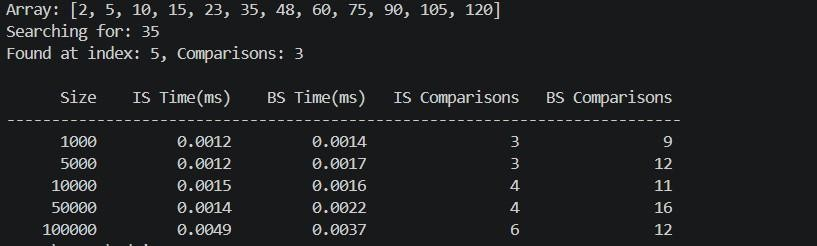 Array: [2, 5, 10, 15, 23, 35, 48, 60, 75, 90, 105, 120]
Searching for: 35
Found at index: 5, Comparisons: 3
Size IS Time(ms) BS Time(ms) IS Comparisons BS Comparisons
---------------------------------------------------------------------------
1000 0.0012 0.0014 3 9
5000 0.0012 0.0017 3 12
10000 0.0015 0.0016 4 11
50000 0.0014 0.0022 4 16
100000 0.0049 0.0037 6 12